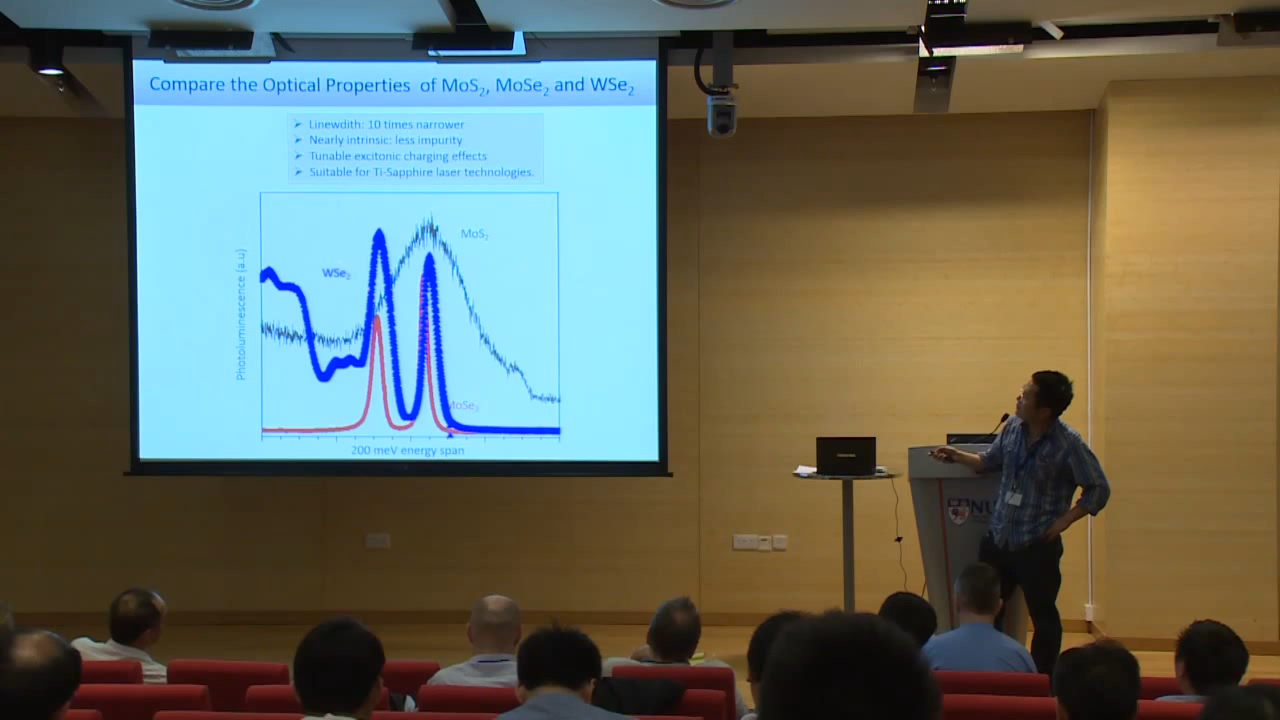 Compare the Optical Properties of MoS2, MoSe2 and WSe2
➢ Linewdith: 10 times narrower
➢ Nearly intrinsic: less impurity
➢ Tunable excitonic charging effects
➢ Suitable for Ti-Sapphire laser technologies.
MoS2
WSe2
Photoluminescence (a.u)
MoSe2
200 meV energy span
NU